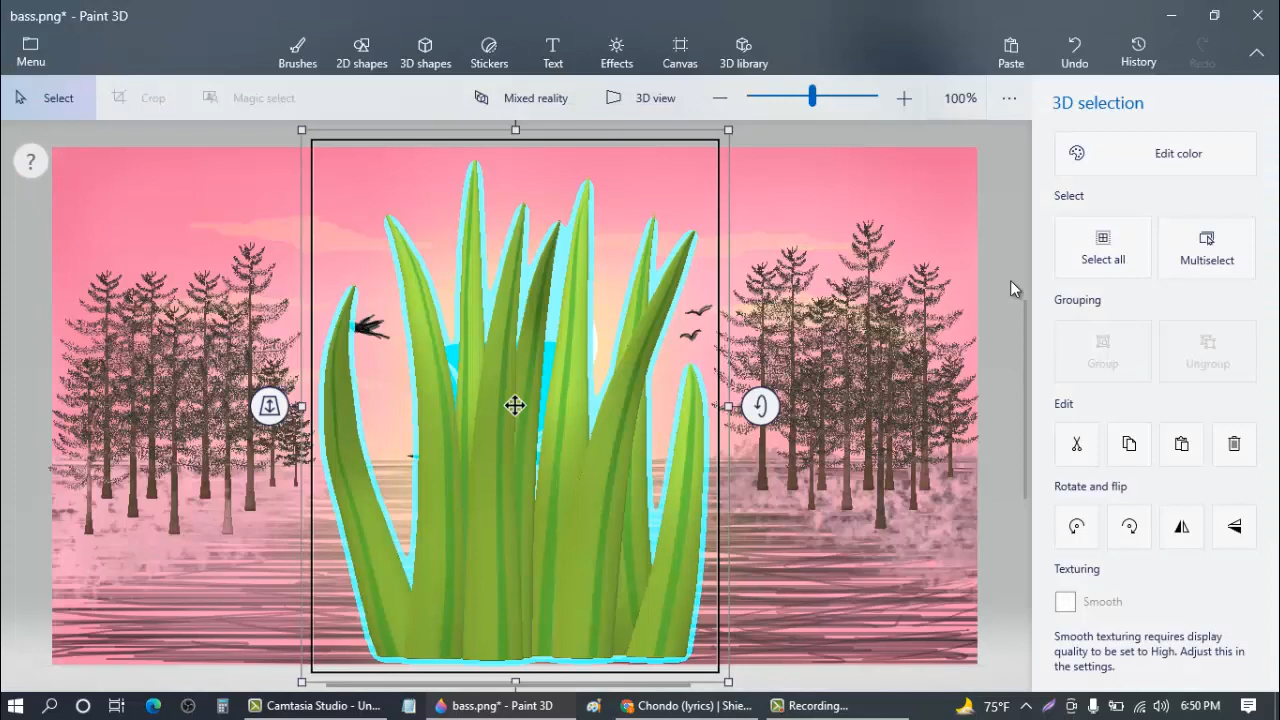 bass.png* - Paint 3D
Menu
Brushes
2D shapes
3D shapes
Stickers
Text
Effects
Canvas
3D library
Paste
Undo
History
Redo
Select
Crop
Magic select
Mixed reality
3D view
100%
?
3D selection
Edit color
Select
Select all
Multiselect
Grouping
Group
Ungroup
Edit
Rotate and flip
Texturing
Smooth
Smooth texturing requires display
quality to be set to High. Adjust this in
the settings.
Camtasia Studio - Un...
bass.png* - Paint 3D
Chondo (lyrics) | Shie...
Recording...
75°F
6:50 PM